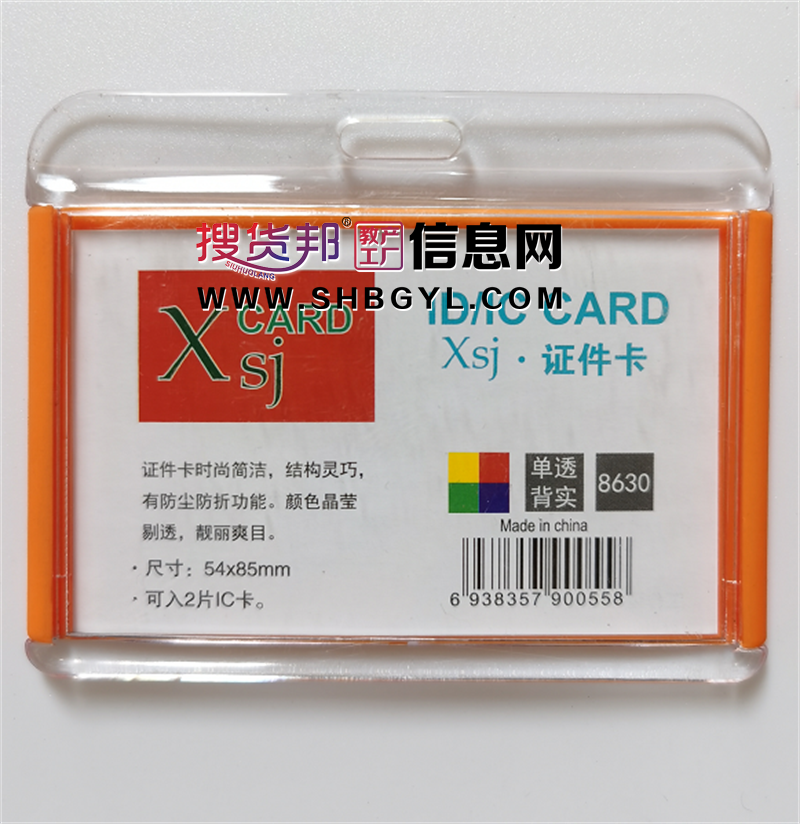 搜货邦® 教产工厂 信息网
SIUHUOLANG
WWW.SHBGYL.COM
X CARD
sj
ID/IC CARD
Xsj·证件卡
证件卡时尚简洁，结构灵巧，
有防尘防折功能。颜色晶莹
剔透，靓丽爽目。
·尺寸：54x85mm
·可入2片IC卡。
单透
背实
8630
Made in china
6 938357 900558